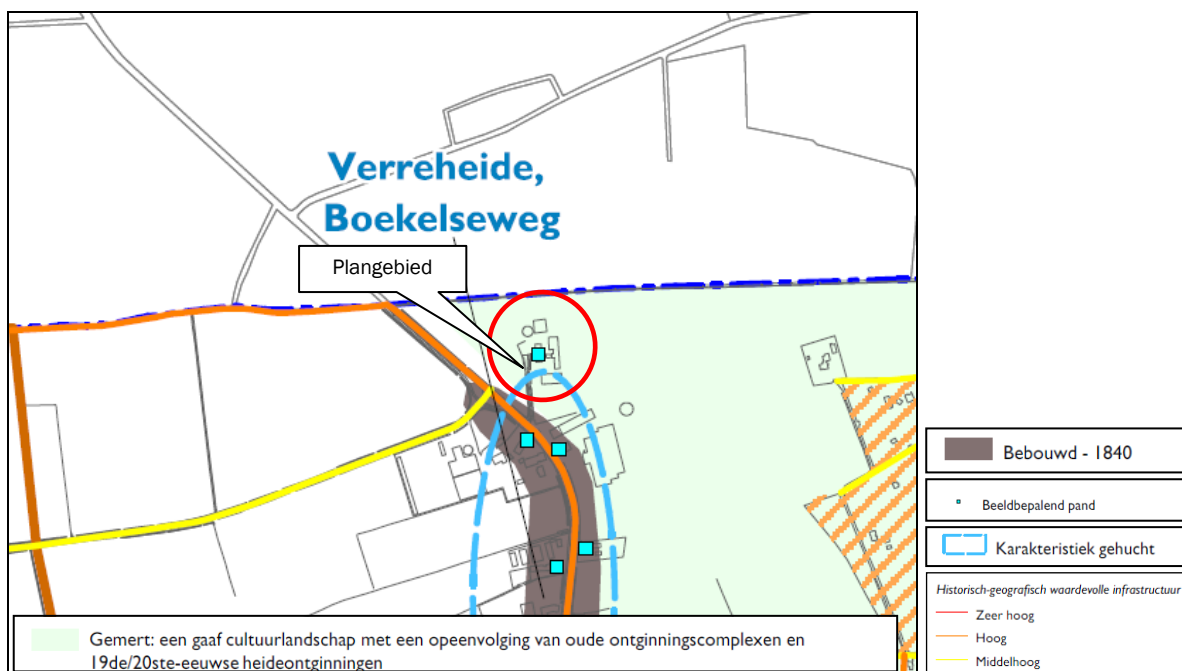 Verreheide,
Boekelseweg
Plangebied
Bebouwd - 1840
Beeldbepalend pand
Karakteristiek gehucht
Historisch-geografisch waardevolle infrastructuur
Zeer hoog
Hoog
Middelhoog
Gemert: een gaaf cultuurlandschap met een opeenvolging van oude ontginningscomplexen en
19de/20ste-eeuwse heideontginningen